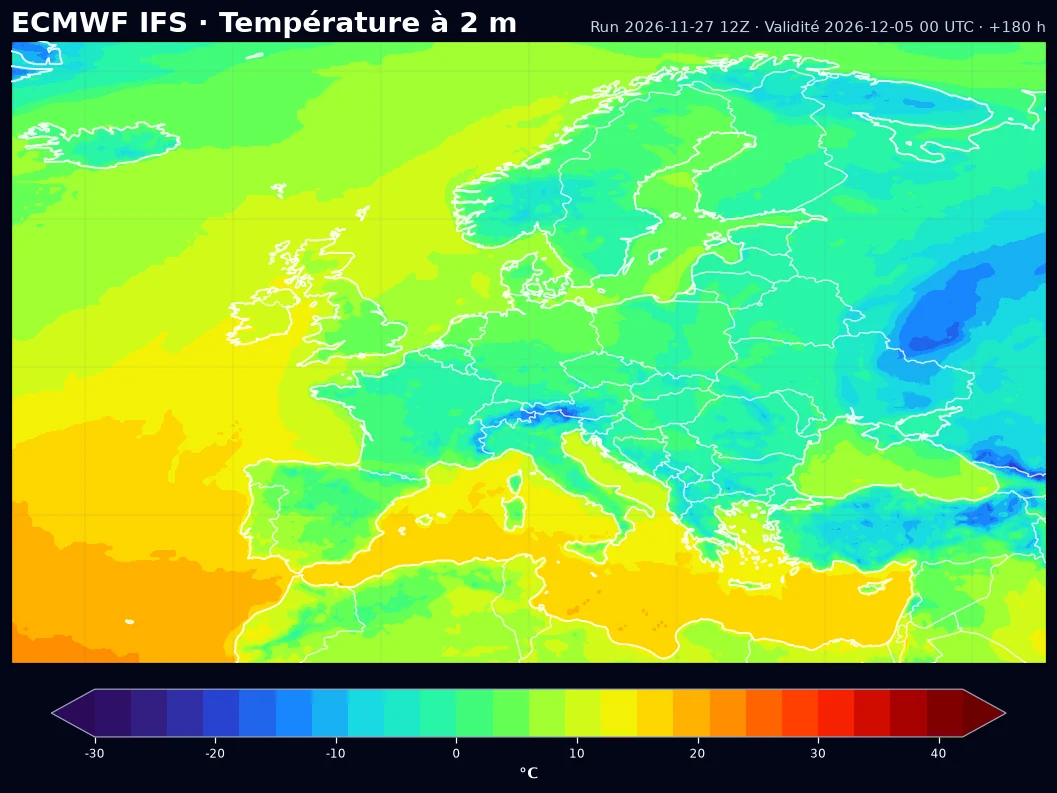 ECMWF IFS · Température à 2 m
Run 2026-11-27 12Z · Validité 2026-12-05 00 UTC · +180 h
-30 -20 -10 0 10 20 30 40
°C